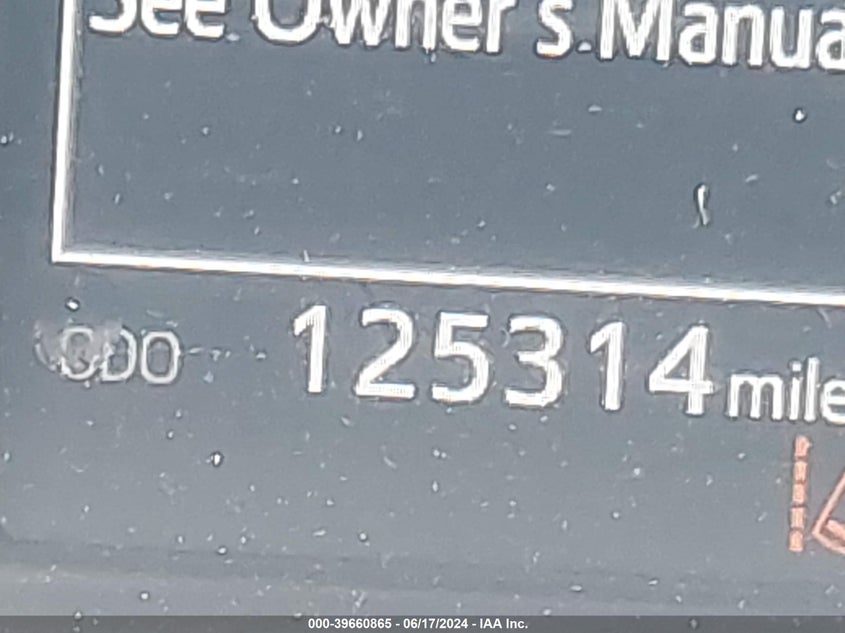 See Owner's Manua
ODO 125314 mile
000-39660865 - 06/17/2024 - IAA Inc.